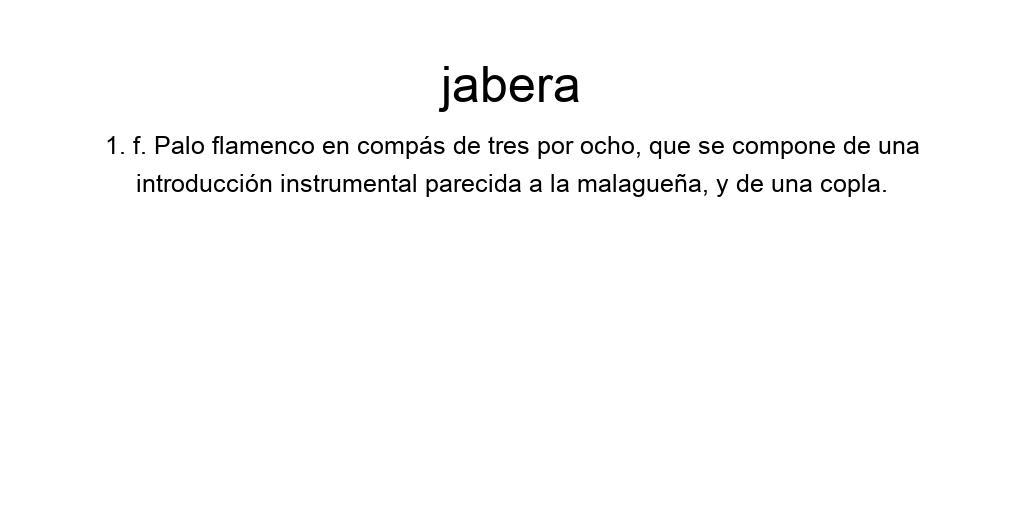 jabera
1. f. Palo flamenco en compás de tres por ocho, que se compone de una
introducción instrumental parecida a la malagueña, y de una copla.